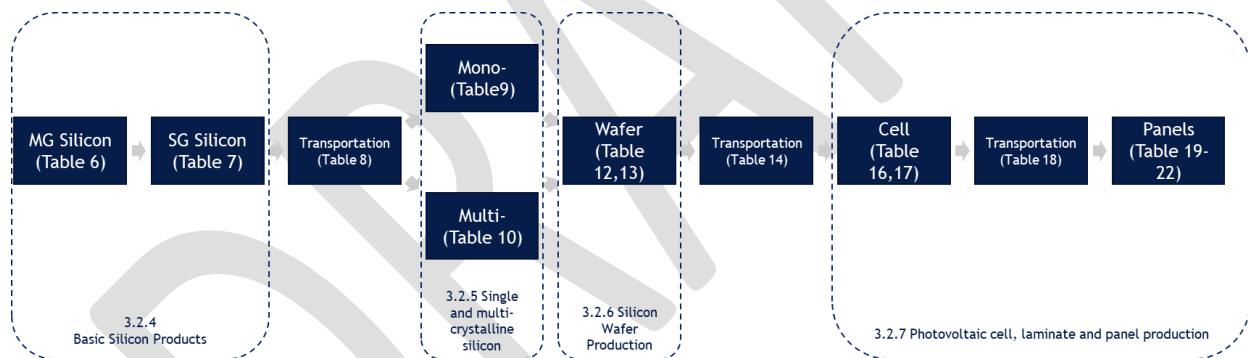 MG Silicon
(Table 6)
SG Silicon
(Table 7)
Transportation
(Table 8)
Mono-
(Table9)
Multi-
(Table 10)
Wafer
(Table
12,13)
Transportation
(Table 14)
Cell
(Table
16,17)
Transportation
(Table 18)
Panels
(Table 19-
22)
3.2.4
Basic Silicon Products
3.2.5 Single
and multi-
crystalline
silicon
3.2.6 Silicon
Wafer
Production
3.2.7 Photovoltaic cell, laminate and panel production